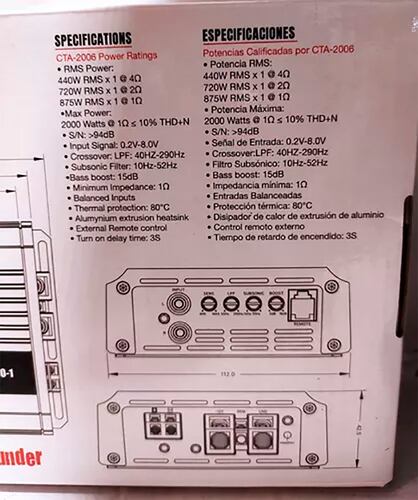 SPECIFICATIONS
CTA-2006 Power Ratings
• RMS Power:
440W RMS x 1 @ 4Ω
720W RMS x 1 @ 2Ω
875W RMS x 1 @ 1Ω
•Max Power:
2000 Watts @ 1Ω ≤ 10% THD+N
• S/N: >94dB
• Input Signal: 0.2V-8.0V
• Crossover: LPF: 40HZ-290Hz
• Subsonic Filter: 10Hz-52Hz
•Bass boost: 15dB
• Minimum Impedance: 1Ω
• Balanced Inputs
• Thermal protection: 80°C
• Alumynium extrusion heatsink
• External Remote control
• Turn on delay time: 3S
ESPECIFICACIONES
Potencias Calificadas por CTA-2006
• Potencia RMS:
440W RMS x 1 @ 4Ω
720W RMS x 1 @ 2Ω
875W RMS x 1 @ 1Ω
• Potencia Máxima:
2000 Watts @ 1Ω ≤ 10% THD+N
• S/N: >94dB
• Señal de Entrada: 0.2V-8.0V
• Crossover:LPF: 40HZ-290Hz
• Filtro Subsónico: 10Hz-52Hz
• Bass boost: 15dB
• Impedancia mínima: 1Ω
• Entradas Balanceadas
• Protección térmica: 80°C
• Disipador de calor de extrusión de aluminio
• Control remoto externo
• Tiempo de retardo de encendido: 3S
INPUT
L
R
SENS LPF SUBSONIC BOOST
REMOTE
112.0
42.5
0-1
under